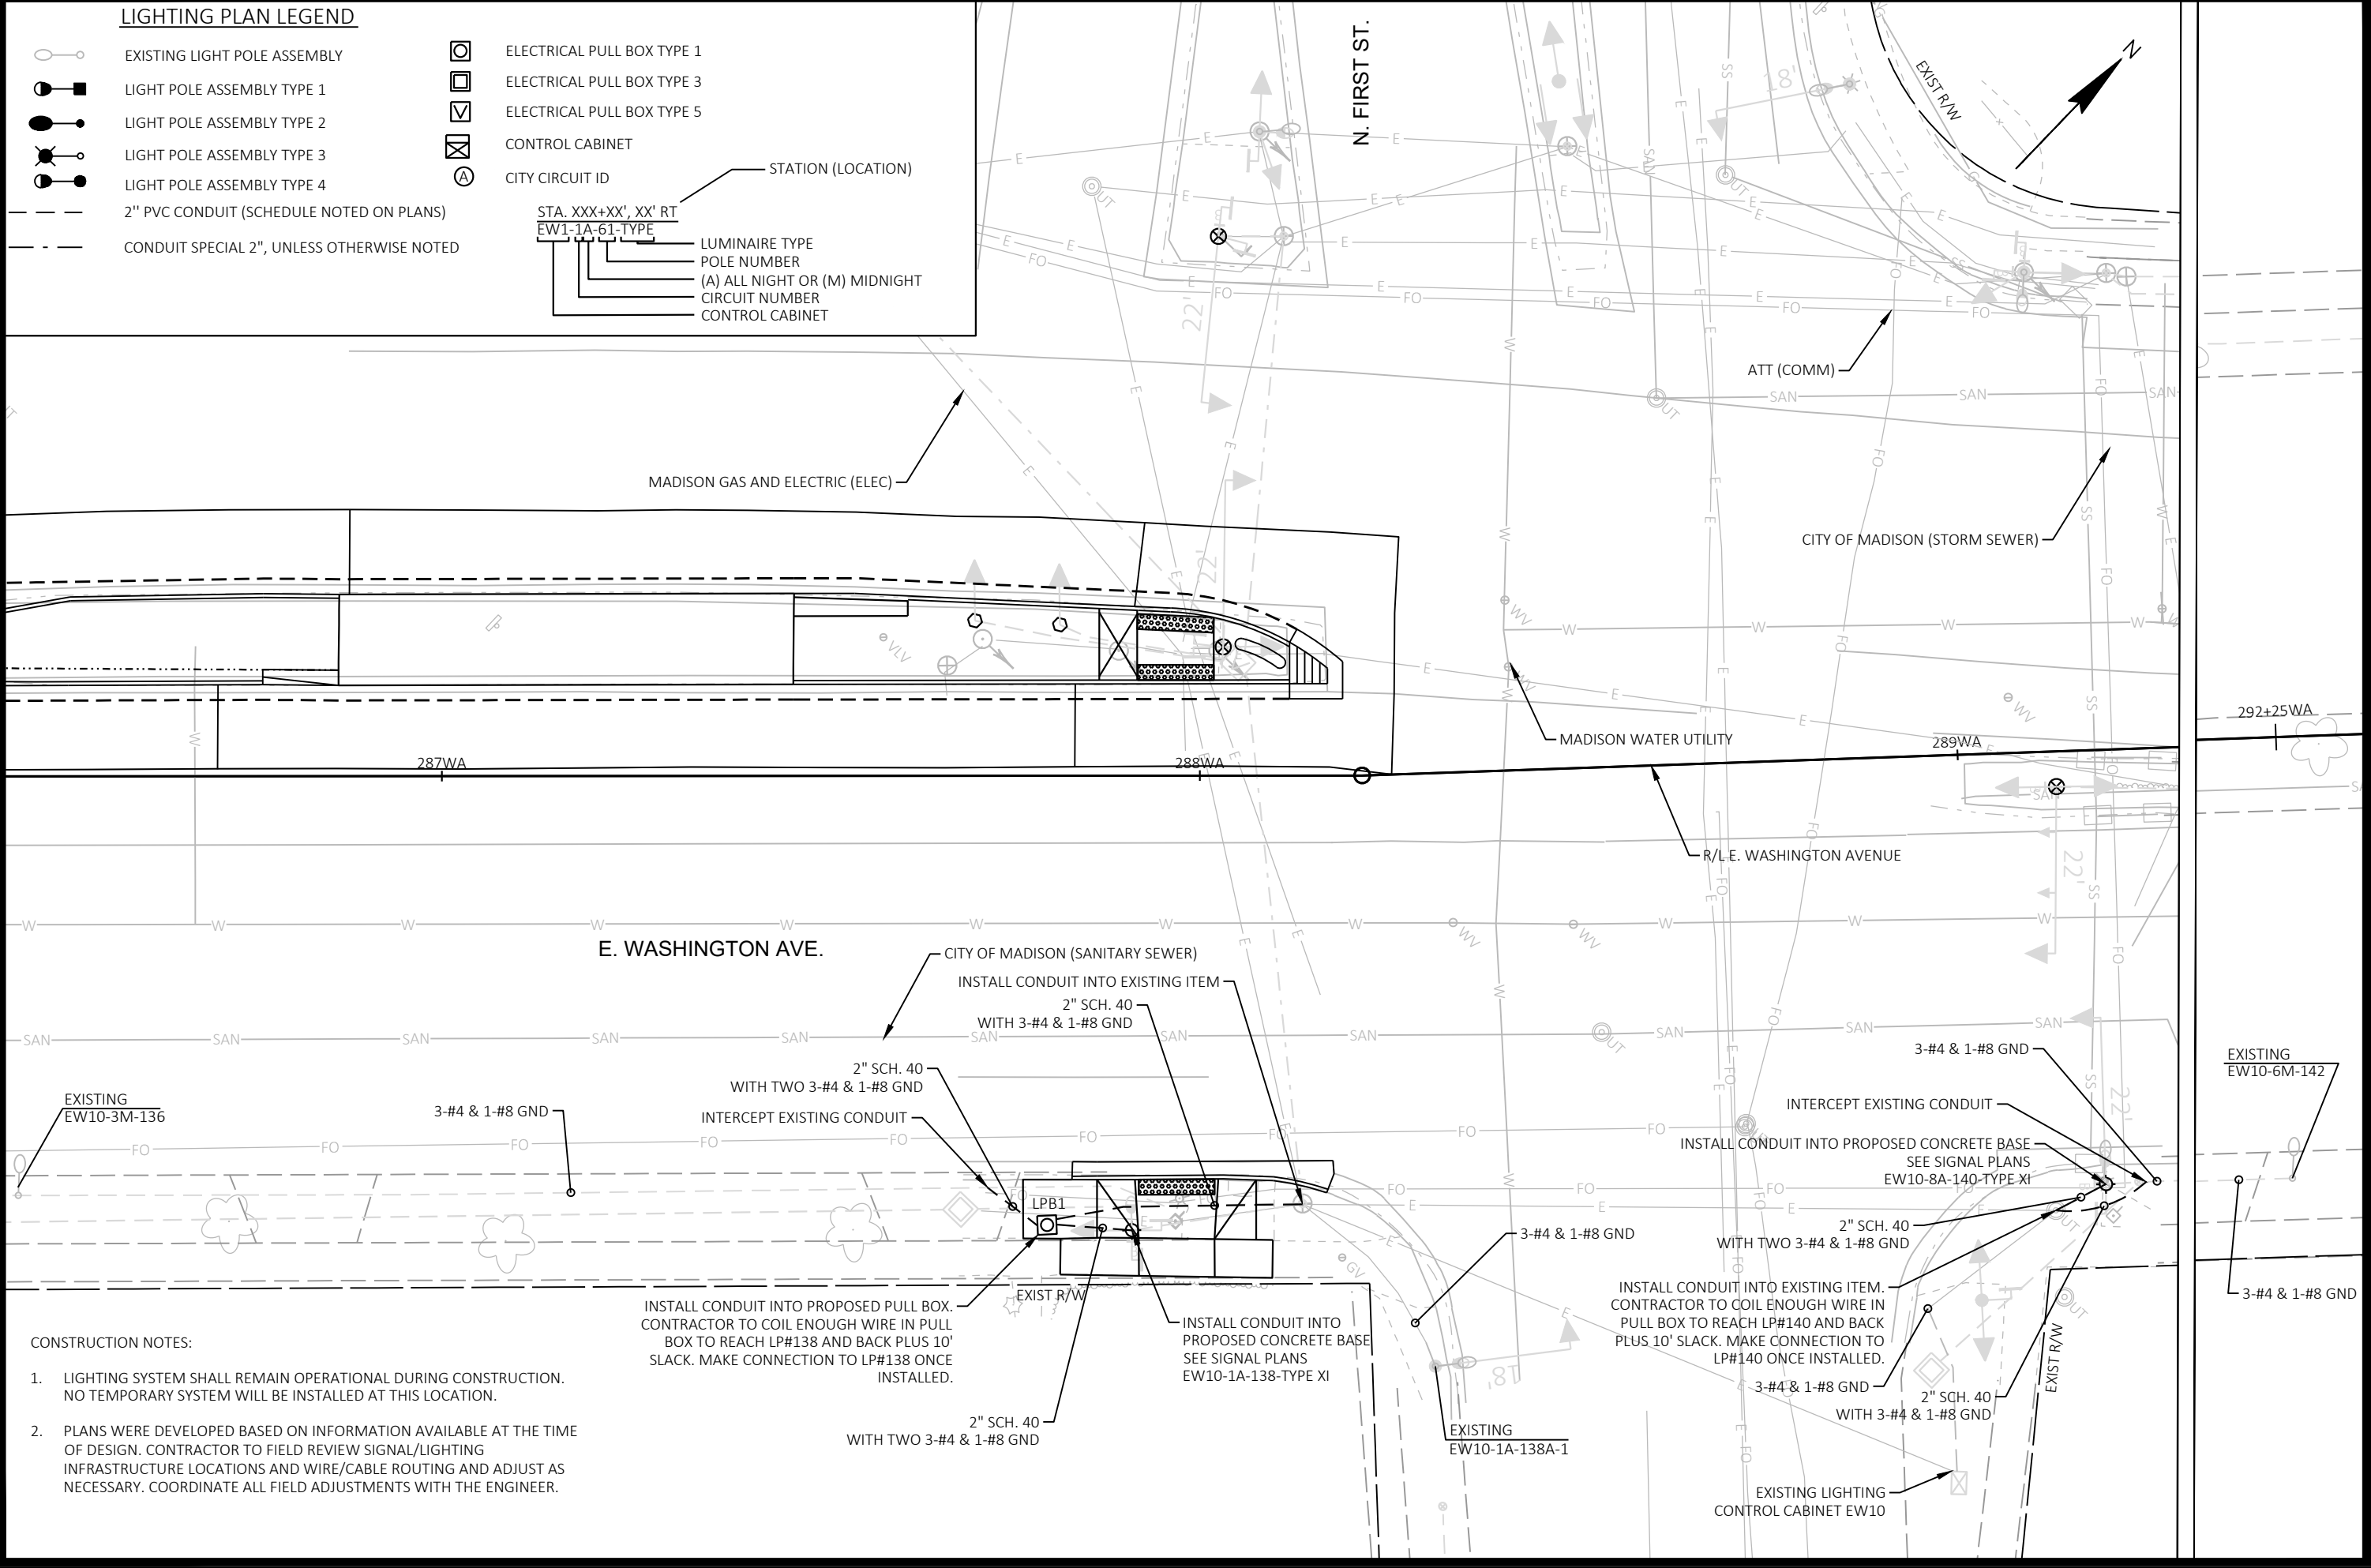 LIGHTING PLAN LEGEND
EXISTING LIGHT POLE ASSEMBLY
LIGHT POLE ASSEMBLY TYPE 1
LIGHT POLE ASSEMBLY TYPE 2
LIGHT POLE ASSEMBLY TYPE 3
LIGHT POLE ASSEMBLY TYPE 4
2'' PVC CONDUIT (SCHEDULE NOTED ON PLANS)
CONDUIT SPECIAL 2", UNLESS OTHERWISE NOTED
ELECTRICAL PULL BOX TYPE 1
ELECTRICAL PULL BOX TYPE 3
V
ELECTRICAL PULL BOX TYPE 5
CONTROL CABINET
A
CITY CIRCUIT ID
STATION (LOCATION)
STA. XXX+XX', XX' RT
EW1-1A-61-TYPE
LUMINAIRE TYPE
POLE NUMBER
(A) ALL NIGHT OR (M) MIDNIGHT
CIRCUIT NUMBER
CONTROL CABINET
N. FIRST ST.
EXIST R/W
N
18'
22'
ATT (COMM)
MADISON GAS AND ELECTRIC (ELEC)
CITY OF MADISON (STORM SEWER)
22'
VLV
WV
WV
MADISON WATER UTILITY
287WA
288WA
289WA
292+25WA
R/L E. WASHINGTON AVENUE
22'
E. WASHINGTON AVE.
WV
WV
CITY OF MADISON (SANITARY SEWER)
INSTALL CONDUIT INTO EXISTING ITEM
2" SCH. 40
WITH 3-#4 & 1-#8 GND
2" SCH. 40
WITH TWO 3-#4 & 1-#8 GND
INTERCEPT EXISTING CONDUIT
3-#4 & 1-#8 GND
EXISTING
EW10-3M-136
3-#4 & 1-#8 GND
INTERCEPT EXISTING CONDUIT
INSTALL CONDUIT INTO PROPOSED CONCRETE BASE
SEE SIGNAL PLANS
EW10-8A-140-TYPE XI
EXISTING
EW10-6M-142
22'
LPB1
EXIST R/W
GV
3-#4 & 1-#8 GND
2" SCH. 40
WITH TWO 3-#4 & 1-#8 GND
INSTALL CONDUIT INTO EXISTING ITEM.
CONTRACTOR TO COIL ENOUGH WIRE IN
PULL BOX TO REACH LP#140 AND BACK
PLUS 10' SLACK. MAKE CONNECTION TO
LP#140 ONCE INSTALLED.
3-#4 & 1-#8 GND
INSTALL CONDUIT INTO PROPOSED PULL BOX.
CONTRACTOR TO COIL ENOUGH WIRE IN PULL
BOX TO REACH LP#138 AND BACK PLUS 10'
SLACK. MAKE CONNECTION TO LP#138 ONCE
INSTALLED.
INSTALL CONDUIT INTO
PROPOSED CONCRETE BASE
SEE SIGNAL PLANS
EW10-1A-138-TYPE XI
18'
3-#4 & 1-#8 GND
2" SCH. 40
WITH 3-#4 & 1-#8 GND
EXIST R/W
2" SCH. 40
WITH TWO 3-#4 & 1-#8 GND
EXISTING
EW10-1A-138A-1
EXISTING LIGHTING
CONTROL CABINET EW10
CONSTRUCTION NOTES:
1. LIGHTING SYSTEM SHALL REMAIN OPERATIONAL DURING CONSTRUCTION.
NO TEMPORARY SYSTEM WILL BE INSTALLED AT THIS LOCATION.
2. PLANS WERE DEVELOPED BASED ON INFORMATION AVAILABLE AT THE TIME
OF DESIGN. CONTRACTOR TO FIELD REVIEW SIGNAL/LIGHTING
INFRASTRUCTURE LOCATIONS AND WIRE/CABLE ROUTING AND ADJUST AS
NECESSARY. COORDINATE ALL FIELD ADJUSTMENTS WITH THE ENGINEER.